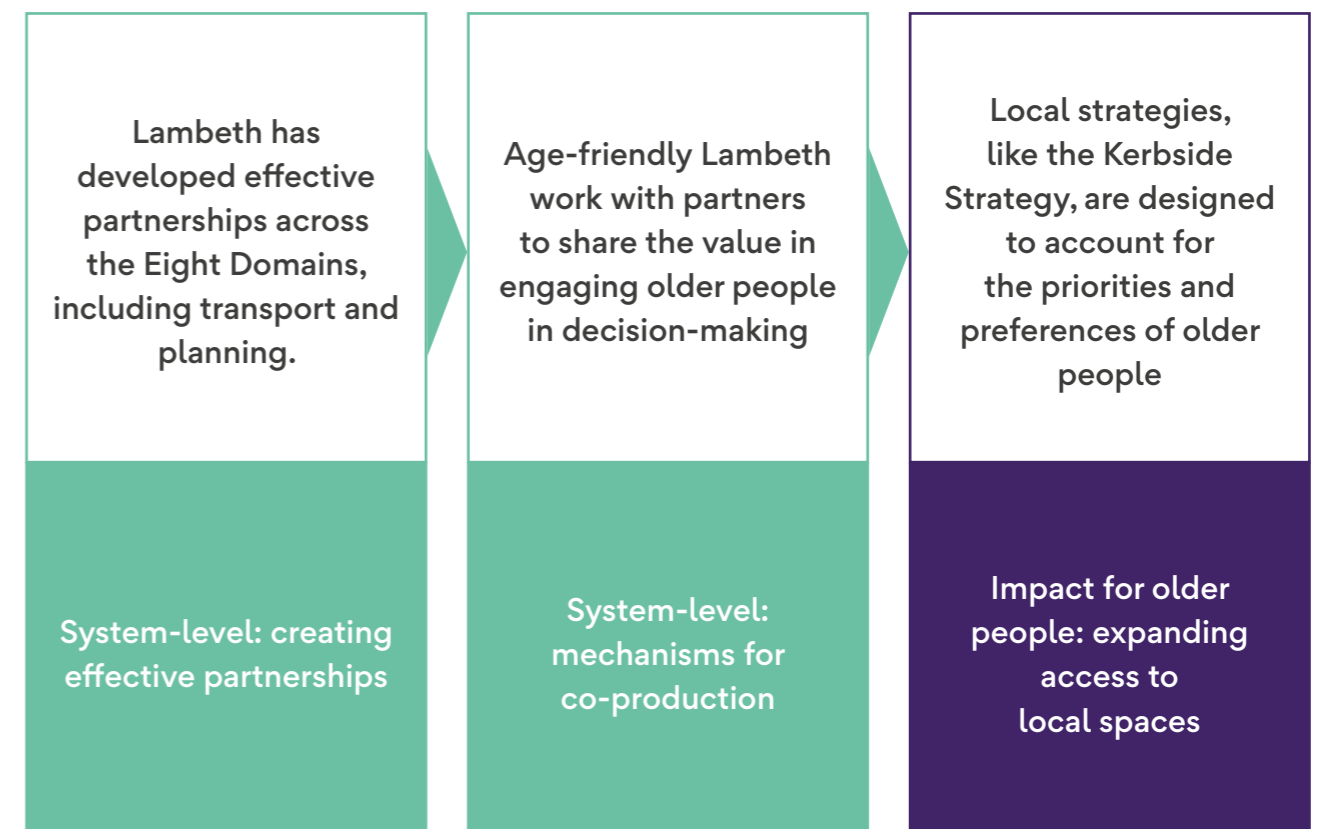 Lambeth has
developed effective
partnerships across
the Eight Domains,
including transport and
planning.
System-level: creating
effective partnerships
Age-friendly Lambeth
work with partners
to share the value in
engaging older people
in decision-making
System-level:
mechanisms for
co-production
Local strategies,
like the Kerbside
Strategy, are designed
to account for
the priorities and
preferences of older
people
Impact for older
people: expanding
access to
local spaces